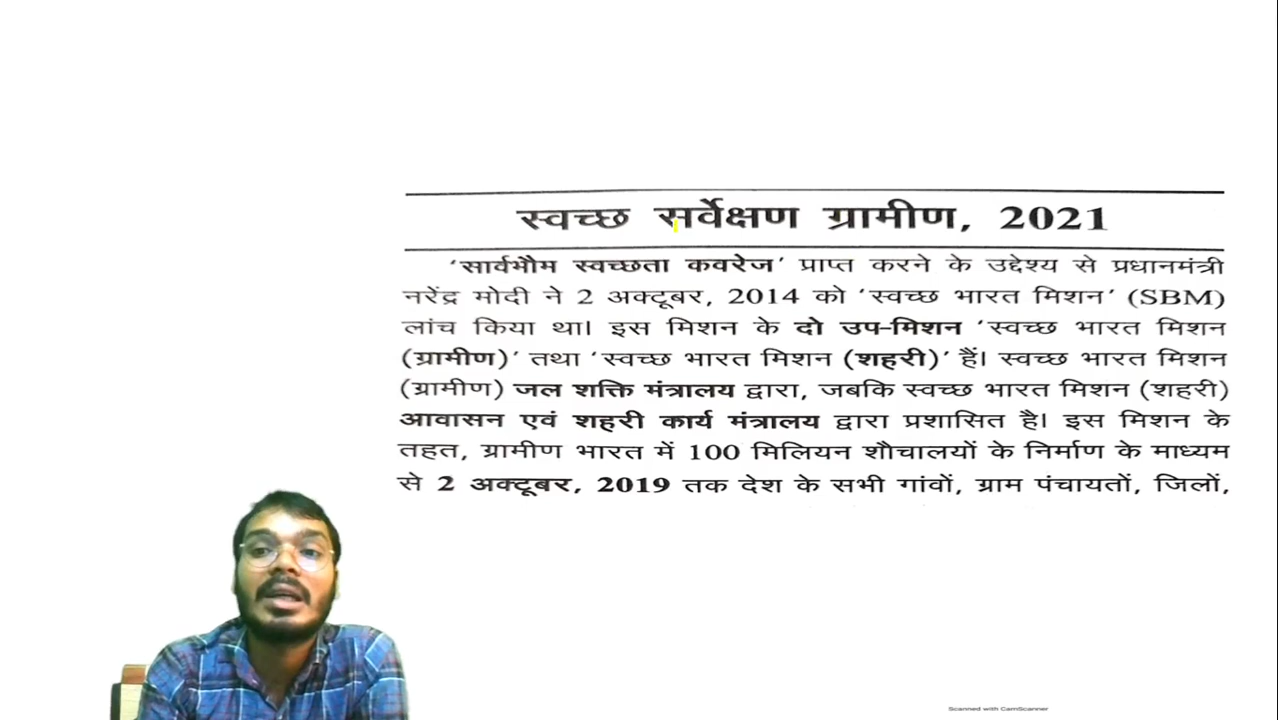 स्वच्छ सर्वेक्षण ग्रामीण, 2021
'सार्वभौम स्वच्छता कवरेज' प्राप्त करने के उद्देश्य से प्रधानमंत्री
नरेंद्र मोदी ने 2 अक्टूबर, 2014 को 'स्वच्छ भारत मिशन' (SBM)
लांच किया था। इस मिशन के दो उप-मिशन 'स्वच्छ भारत मिशन
(ग्रामीण)' तथा 'स्वच्छ भारत मिशन (शहरी)' हैं। स्वच्छ भारत मिशन
(ग्रामीण) जल शक्ति मंत्रालय द्वारा, जबकि स्वच्छ भारत मिशन (शहरी)
आवासन एवं शहरी कार्य मंत्रालय द्वारा प्रशासित है। इस मिशन के
तहत, ग्रामीण भारत में 100 मिलियन शौचालयों के निर्माण के माध्यम
से 2 अक्टूबर, 2019 तक देश के सभी गांवों, ग्राम पंचायतों, जिलों,
Scanned with CamScanner